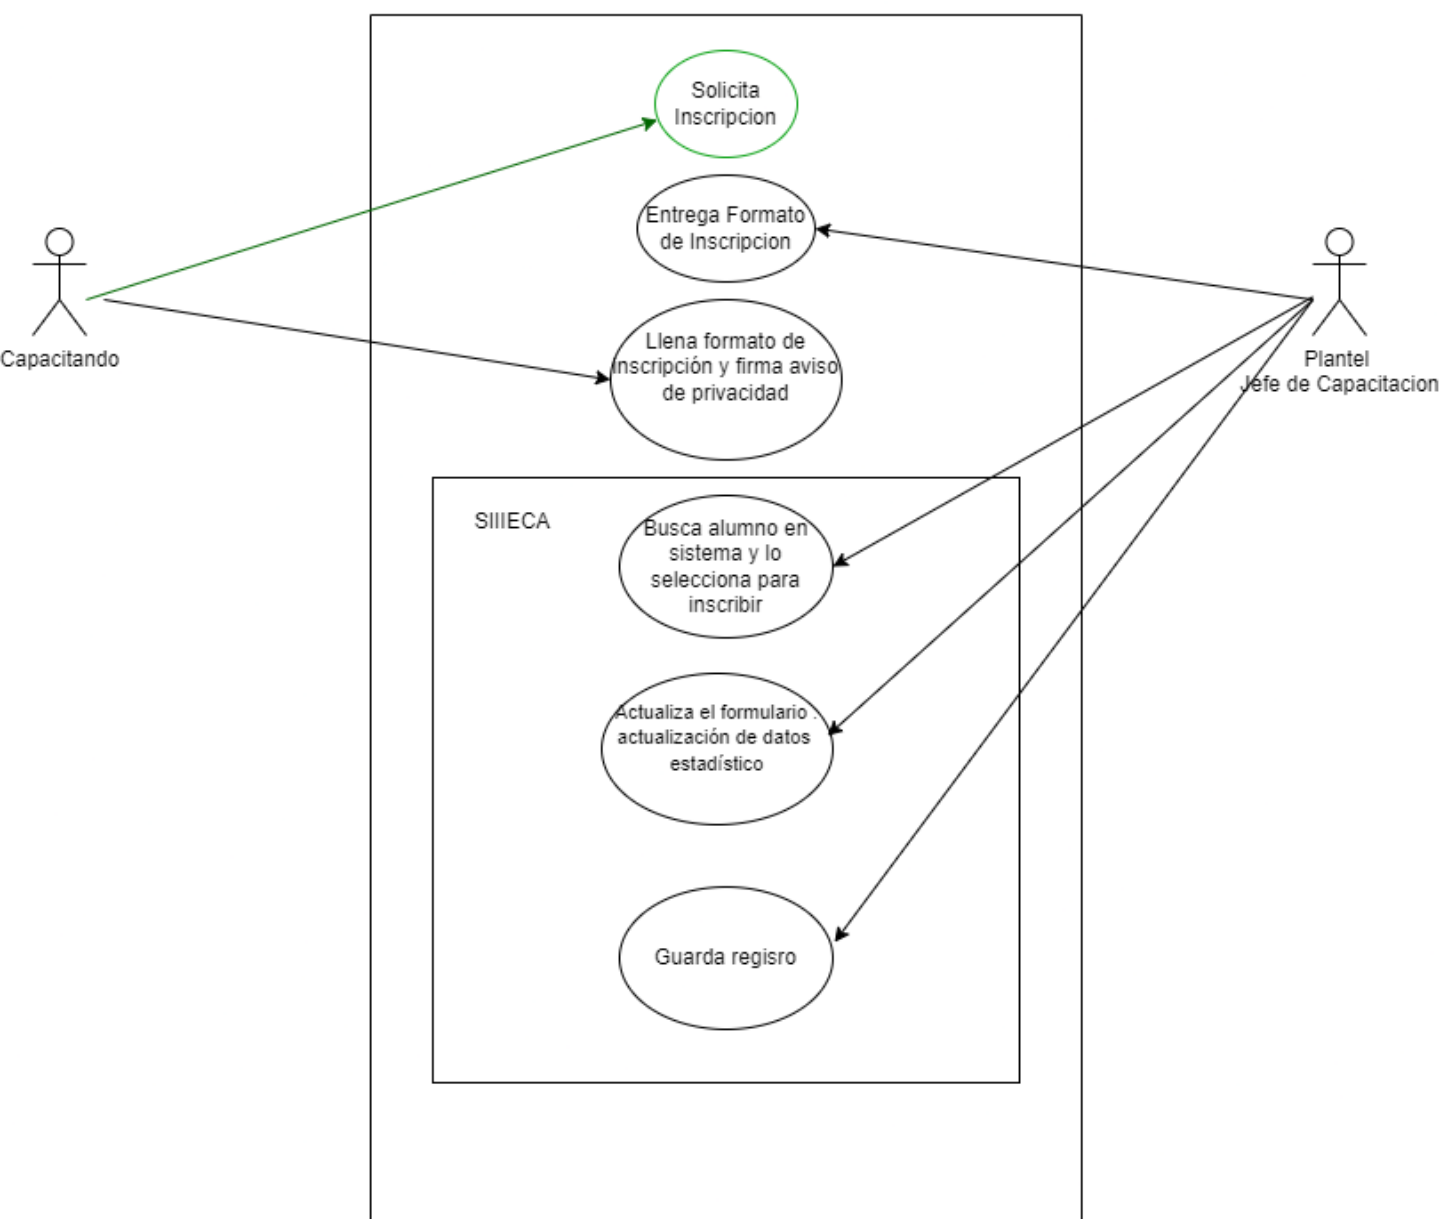 Solicita
Inscripcion
Entrega Formato
de Inscripcion
Capacitando
Llena formato de
inscripción y firma aviso
de privacidad
Plantel
Jefe de Capacitacion
SIIIECA
Busca alumno en
sistema y lo
selecciona para
inscribir
Actualiza el formulario :
actualización de datos
estadístico
Guarda regisro